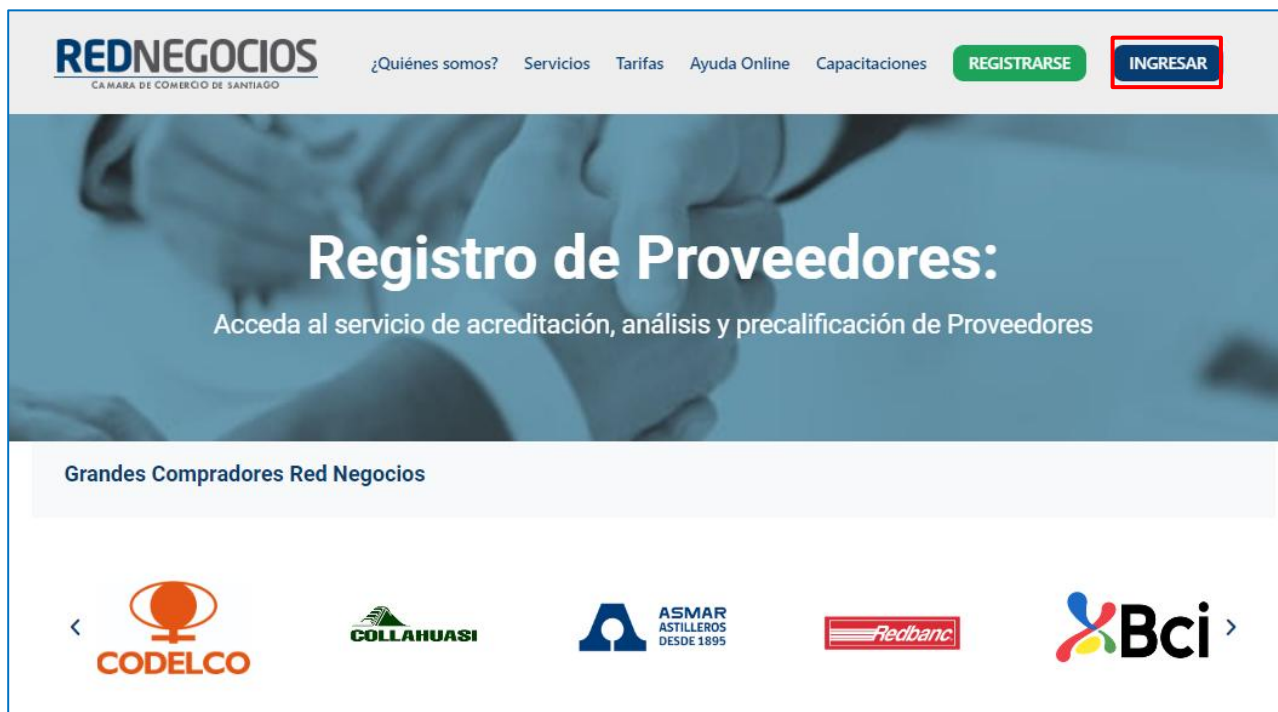 REDNEGOCIOS
CAMARA DE COMERCIO DE SANTIAGO
¿Quiénes somos? Servicios Tarifas Ayuda Online Capacitaciones REGISTRARSE INGRESAR
Registro de Proveedores:
Acceda al servicio de acreditación, análisis y precalificación de Proveedores
Grandes Compradores Red Negocios
CODELCO
COLLAHUASI
ASMAR
ASTILLEROS
DESDE 1895
Redbanc
Bci